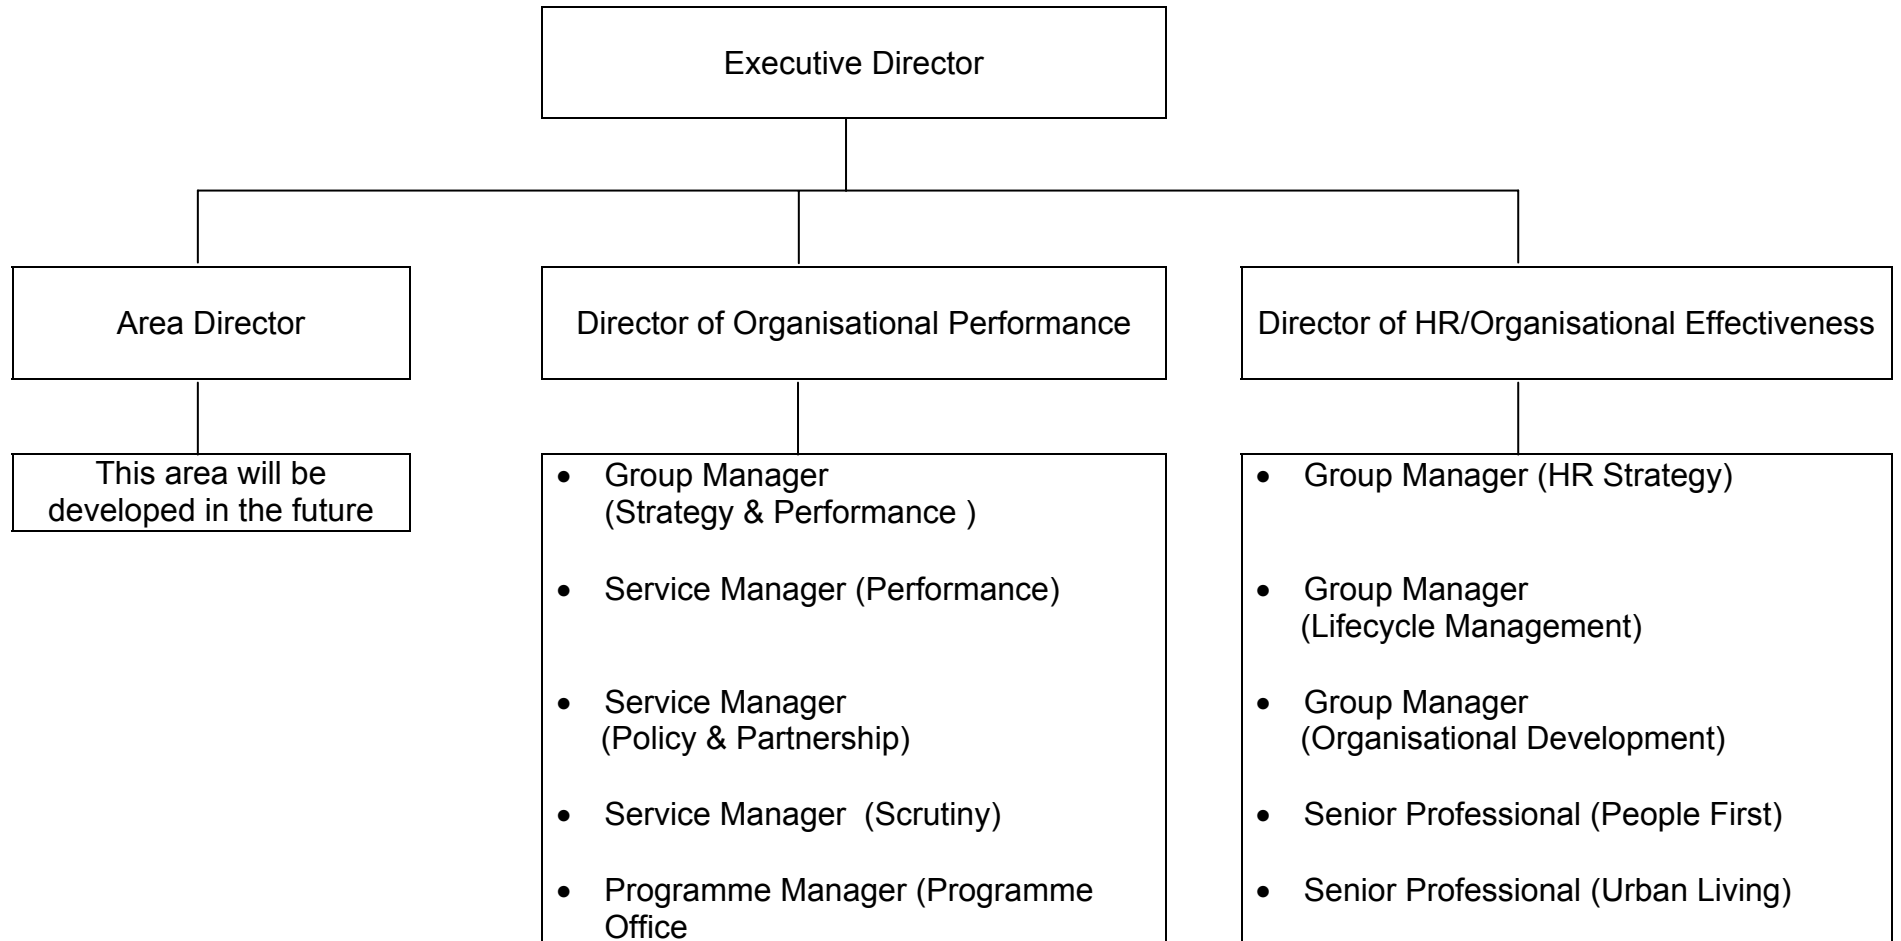 Executive Director
Area Director
Director of Organisational Performance
Director of HR/Organisational Effectiveness
This area will be
developed in the future
• Group Manager
(Strategy & Performance )
• Service Manager (Performance)
• Service Manager
(Policy & Partnership)
• Service Manager  (Scrutiny)
• Programme Manager (Programme
Office
• Group Manager (HR Strategy)
• Group Manager
(Lifecycle Management)
• Group Manager
(Organisational Development)
• Senior Professional (People First)
• Senior Professional (Urban Living)